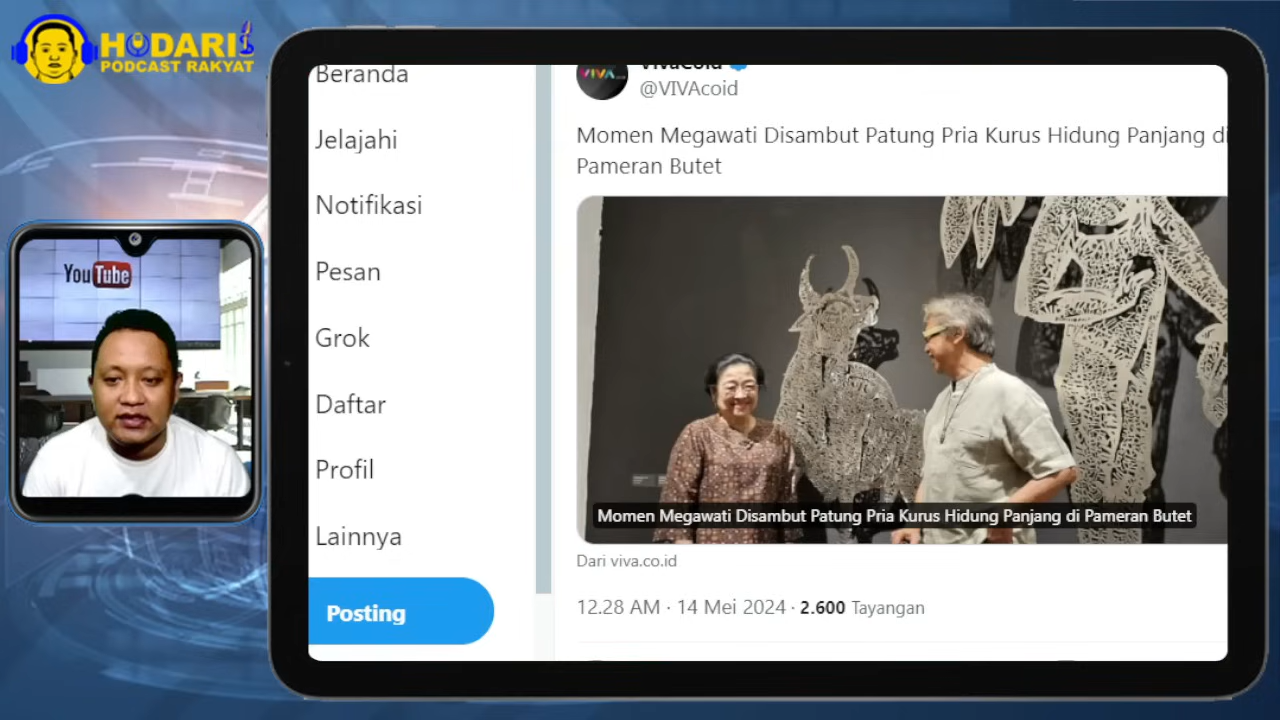 HODARI
PODCAST RAKYAT
YouTube
Beranda
Jelajahi
Notifikasi
Pesan
Grok
Daftar
Profil
Lainnya
Posting
VIVAcoid
@VIVAcoid
Momen Megawati Disambut Patung Pria Kurus Hidung Panjang di
Pameran Butet
VIVA
Momen Megawati Disambut Patung Pria Kurus Hidung Panjang di Pameran Butet
Dari viva.co.id
12.28 AM · 14 Mei 2024 · 2.600 Tayangan